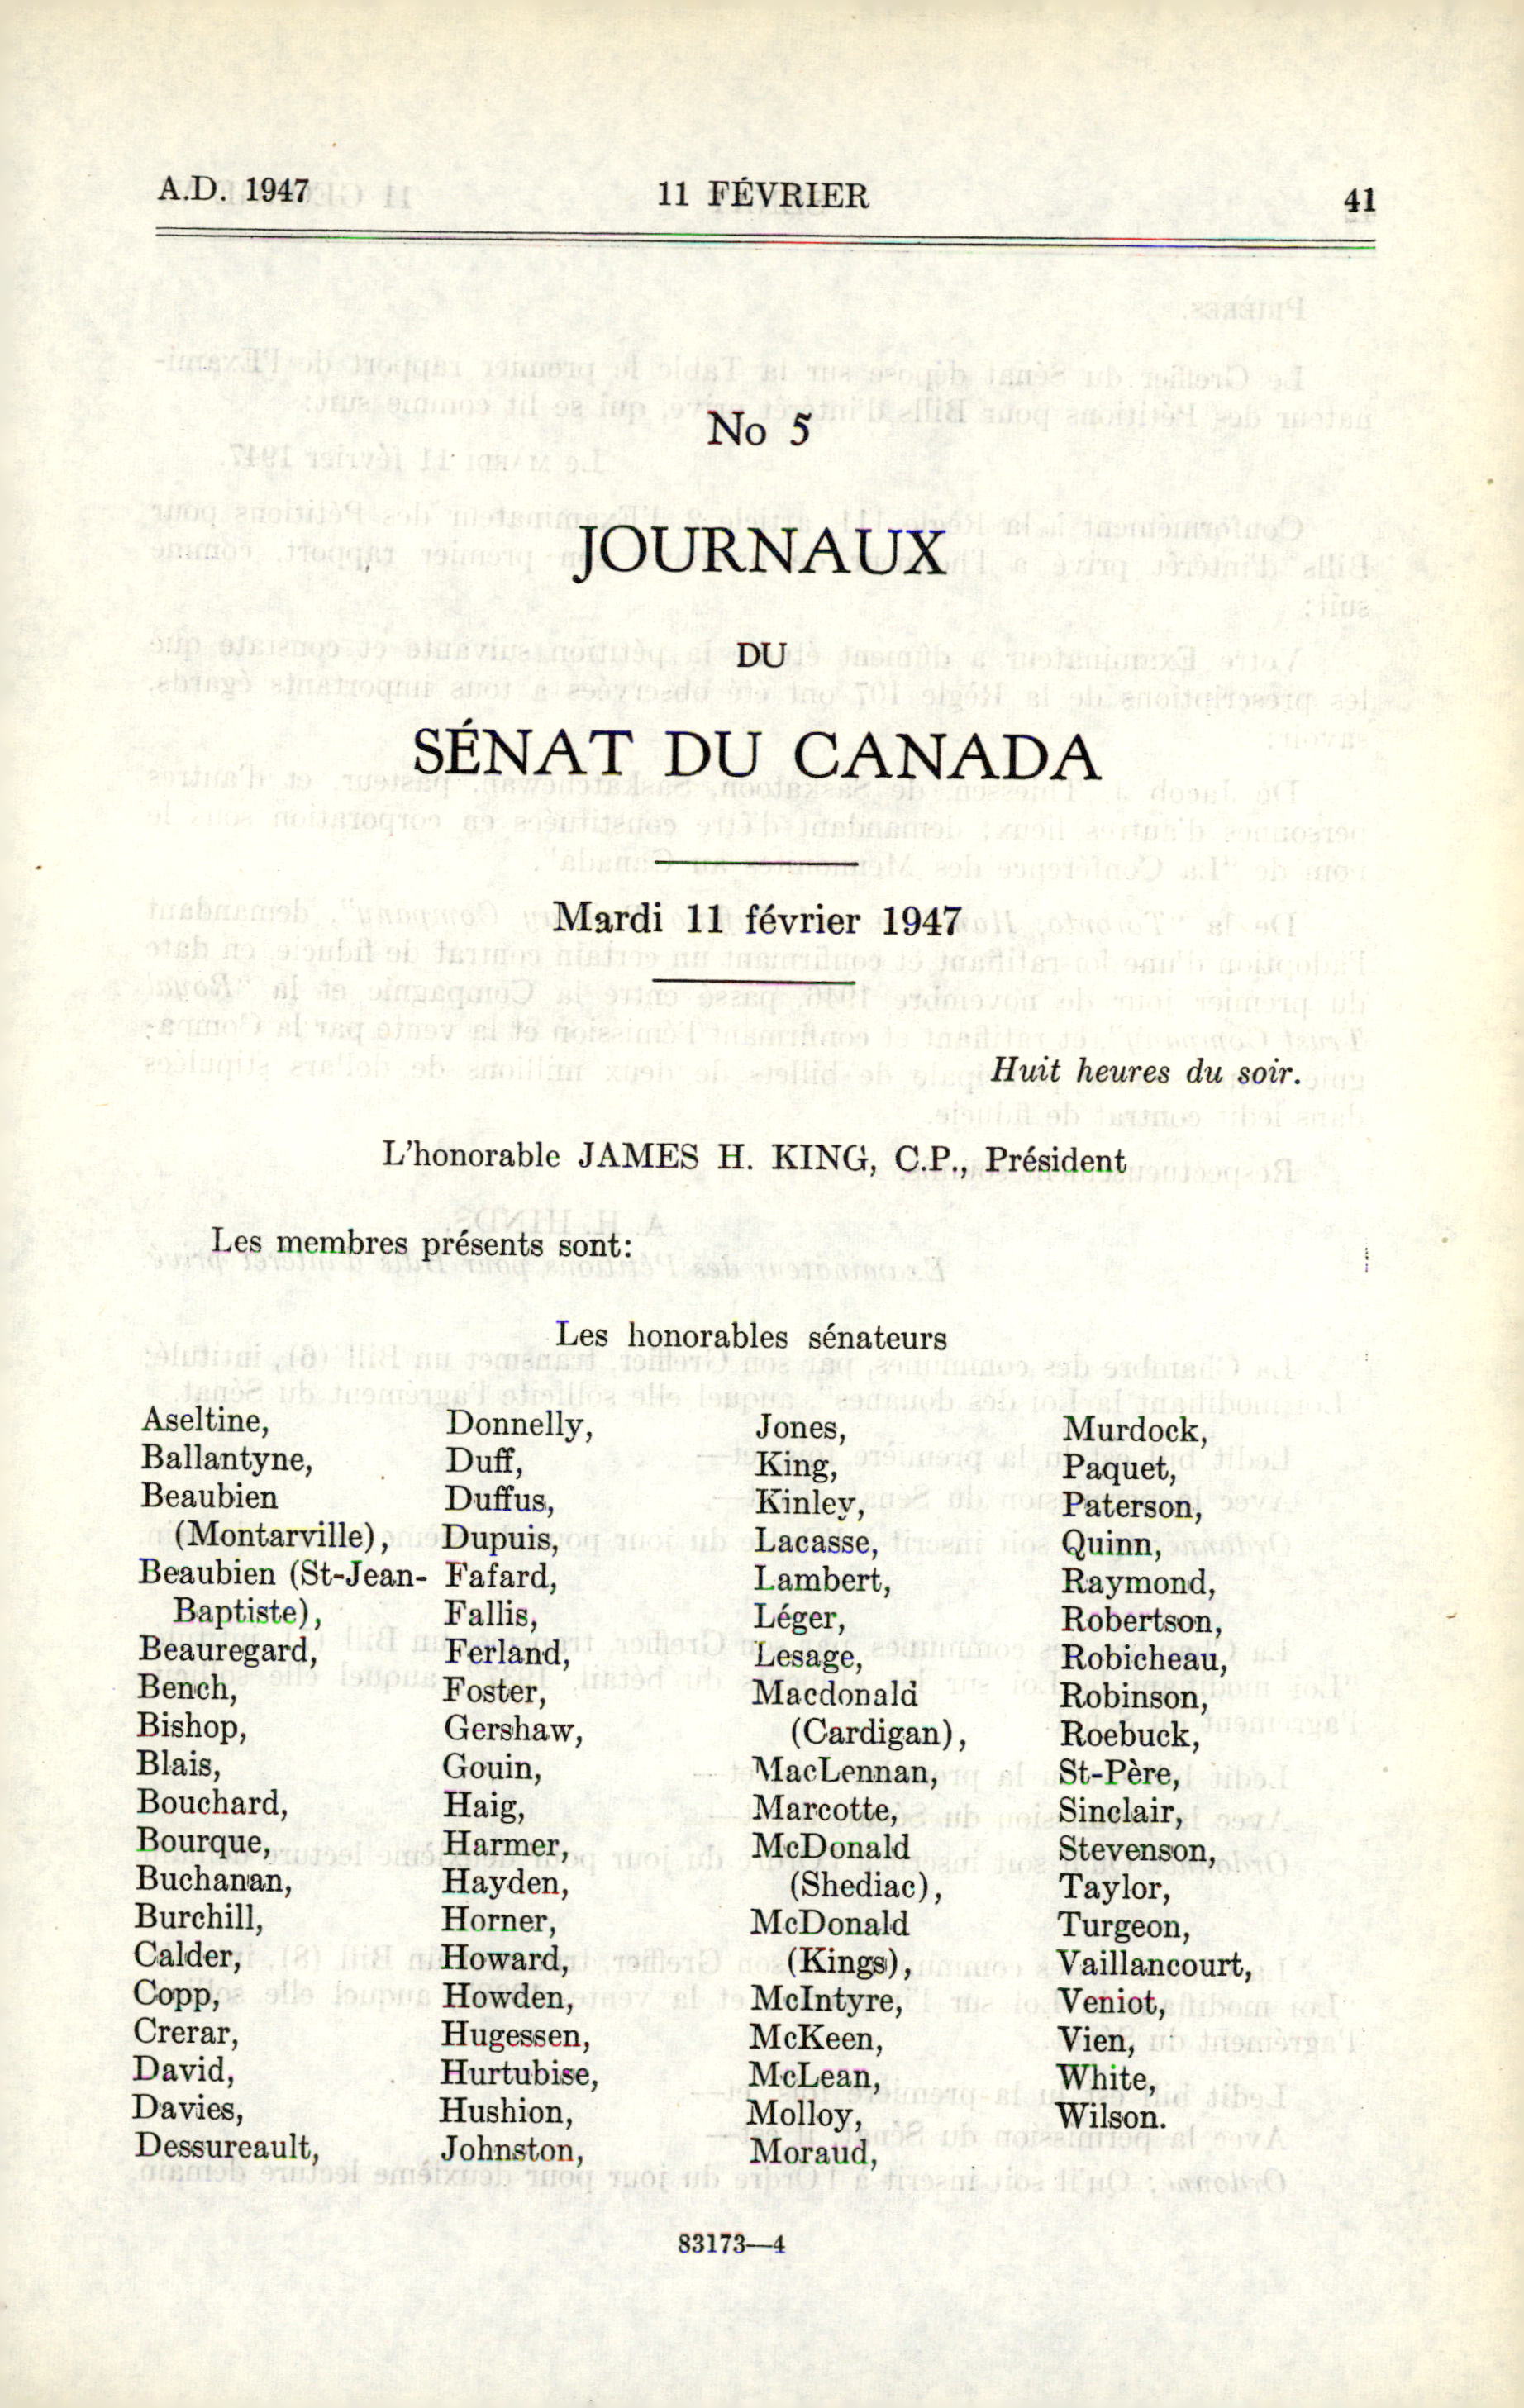 A.D. 1947 11 FÉVRIER 41
No 5
JOURNAUX
DU
SÉNAT DU CANADA
Mardi 11 février 1947
Huit heures du soir.
L'honorable JAMES H. KING, C.P., Président
Les membres présents sont:
Les honorables sénateurs
Aseltine,
Ballantyne,
Beaubien
(Montarville),
Beaubien (St-Jean-
Baptiste),
Beauregard,
Bench,
Bishop,
Blais,
Bouchard,
Bourque,
Buchanan,
Burchill,
Calder,
Copp,
Crerar,
David,
Davies,
Dessureault,
Donnelly,
Duff,
Duffus,
Dupuis,
Fafard,
Fallis,
Ferland,
Foster,
Gershaw,
Gouin,
Haig,
Harmer,
Hayden,
Horner,
Howard,
Howden,
Hugessen,
Hurtubise,
Hushion,
Johnston,
Jones,
King,
Kinley,
Lacasse,
Lambert,
Léger,
Lesage,
Macdonald
(Cardigan),
MacLennan,
Marcotte,
McDonald
(Shediac),
McDonald
(Kings),
McIntyre,
McKeen,
McLean,
Molloy,
Moraud,
Murdock,
Paquet,
Paterson,
Quinn,
Raymond,
Robertson,
Robicheau,
Robinson,
Roebuck,
St-Père,
Sinclair,
Stevenson,
Taylor,
Turgeon,
Vaillancourt,
Veniot,
Vien,
White,
Wilson.
83173—4